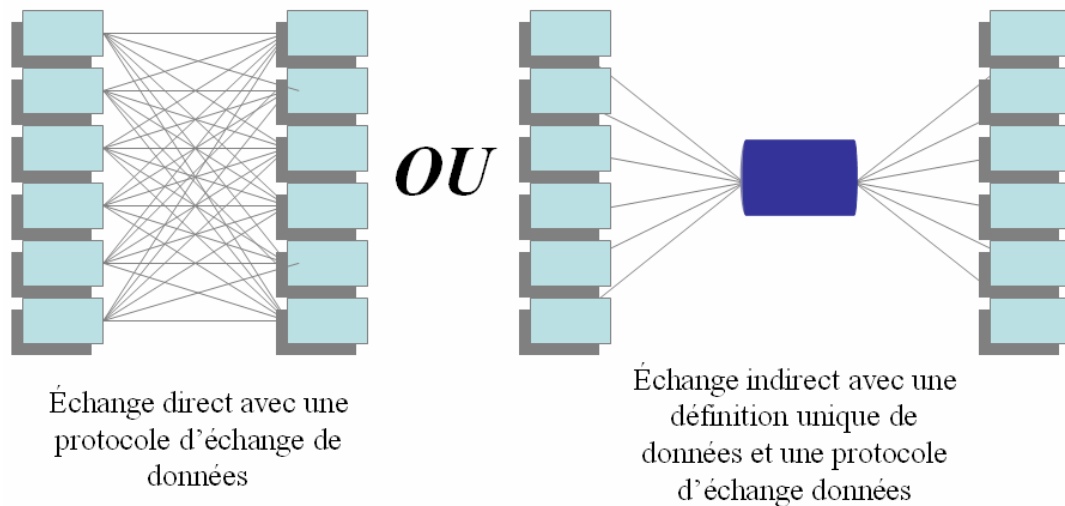 OU
Échange direct avec une
protocole d'échange de
données
Échange indirect avec une
définition unique de
données et une protocole
d'échange données